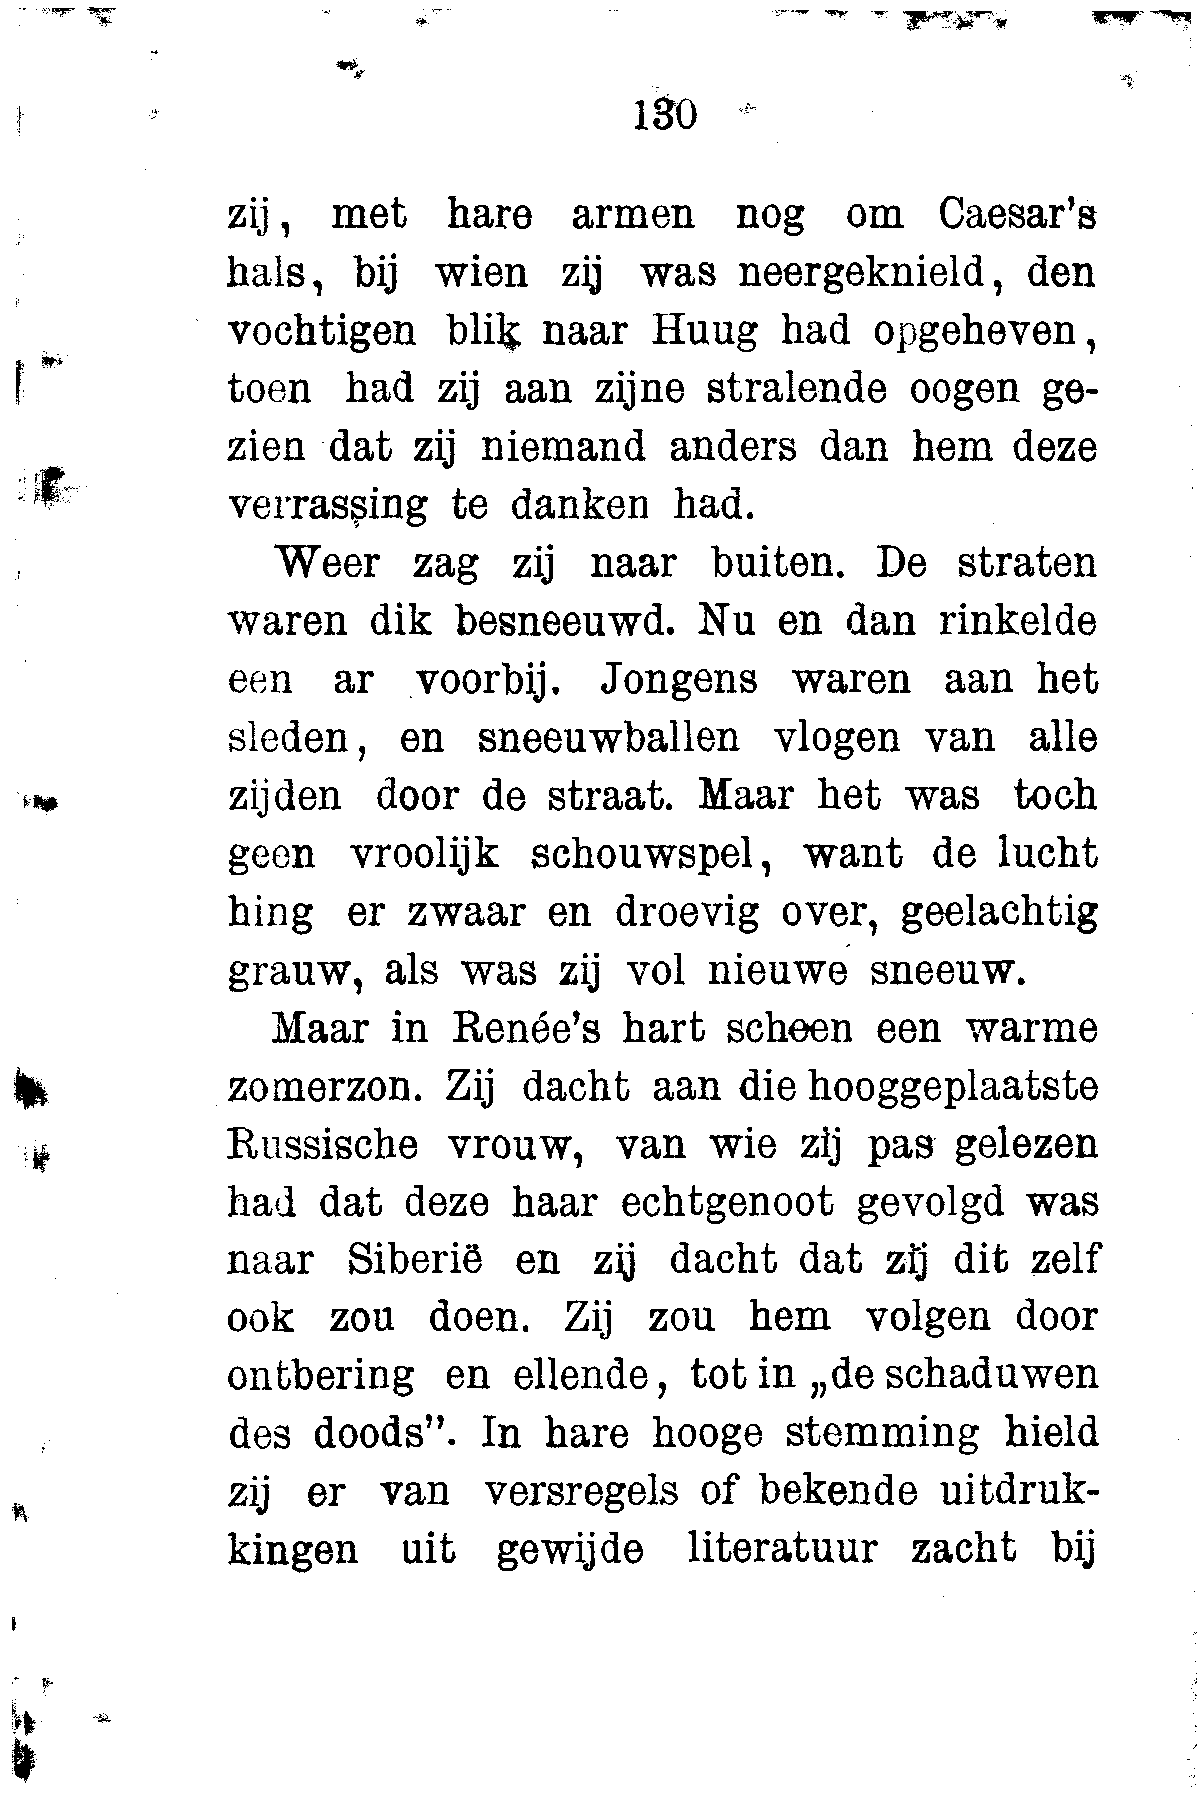 130
zij, met hare armen nog om Caesar's
hals, bij wien zij was neergeknield, den
vochtigen blik naar Huug had opgeheven,
toen had zij aan zijne stralende oogen ge-
zien dat zij niemand anders dan hem deze
verrassing te danken had.
Weer zag zij naar buiten. De straten
waren dik besneeuwd. Nu en dan rinkelde
een ar voorbij. Jongens waren aan het
sleden, en sneeuwballen vlogen van alle
zijden door de straat. Maar het was toch
geen vroolijk schouwspel, want de lucht
hing er zwaar en droevig over, geelachtig
grauw, als was zij vol nieuwe sneeuw.
Maar in Renée's hart scheen een warme
zomerzon. Zij dacht aan die hooggeplaatste
Russische vrouw, van wie zij pas gelezen
had dat deze haar echtgenoot gevolgd was
naar Siberië en zij dacht dat zij dit zelf
ook zou doen. Zij zou hem volgen door
ontbering en ellende, tot in „de schaduwen
des doods”. In hare hooge stemming hield
zij er van versregels of bekende uitdruk-
kingen uit gewijde literatuur zacht bij